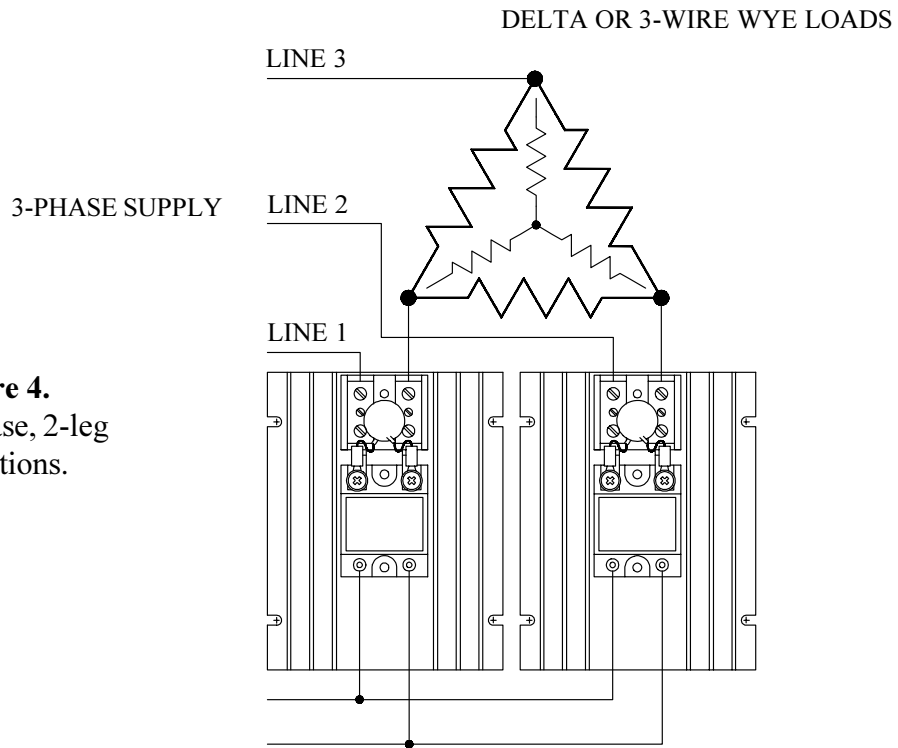 DELTA OR 3-WIRE WYE LOADS
LINE 3
3-PHASE SUPPLY
LINE 2
LINE 1
re 4.
ase, 2-leg
tions.